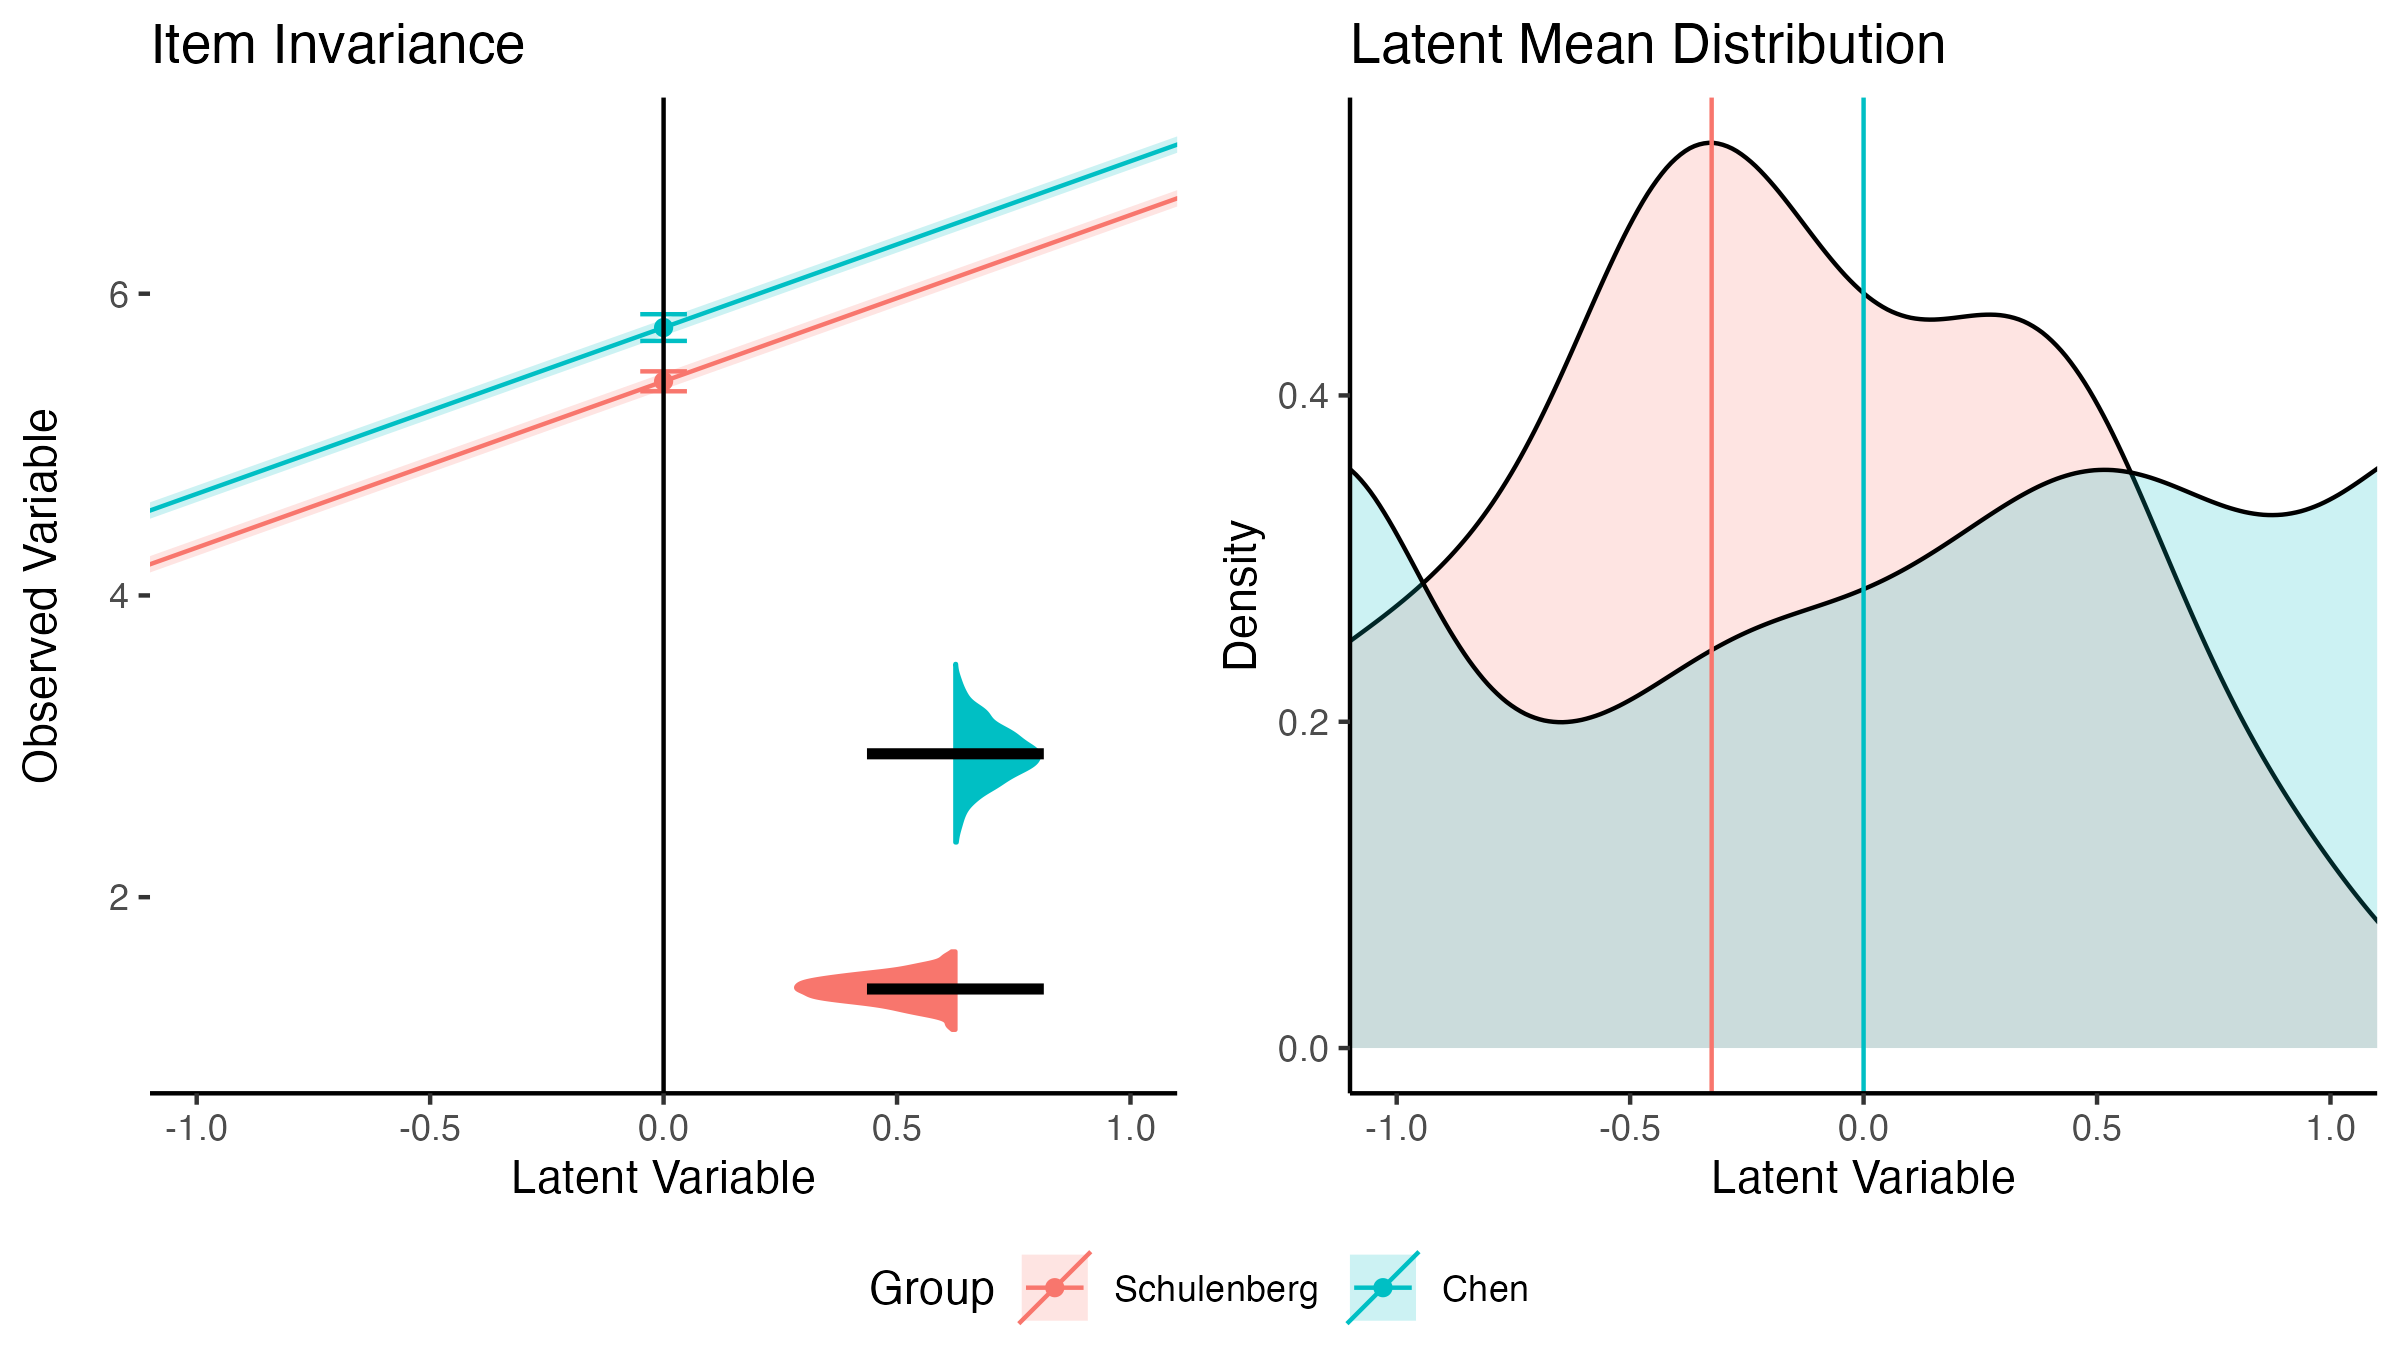 Item Invariance
Observed Variable
6
4
2
-1.0 -0.5 0.0 0.5 1.0
Latent Variable
Latent Mean Distribution
Density
0.4
0.2
0.0
-1.0 -0.5 0.0 0.5 1.0
Latent Variable
Group Schulenberg Chen